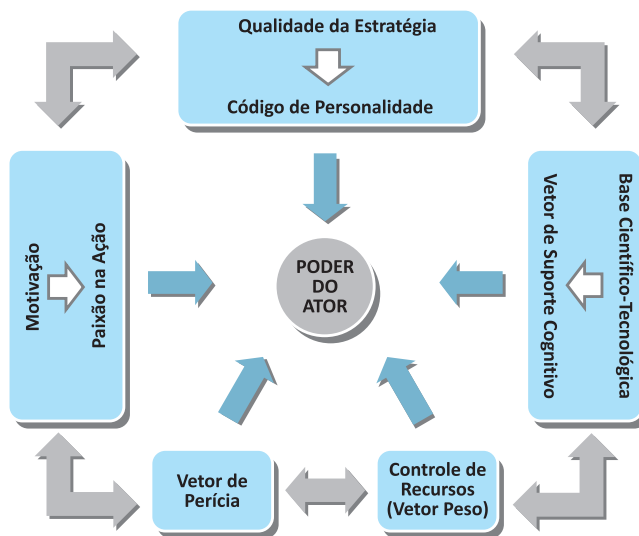 Qualidade da Estratégia
Código de Personalidade
Motivação
Paixão na Ação
PODER
DO
ATOR
Base Científico-Tecnológica
Vetor de Suporte Cognitivo
Vetor de
Perícia
Controle de
Recursos
(Vetor Peso)